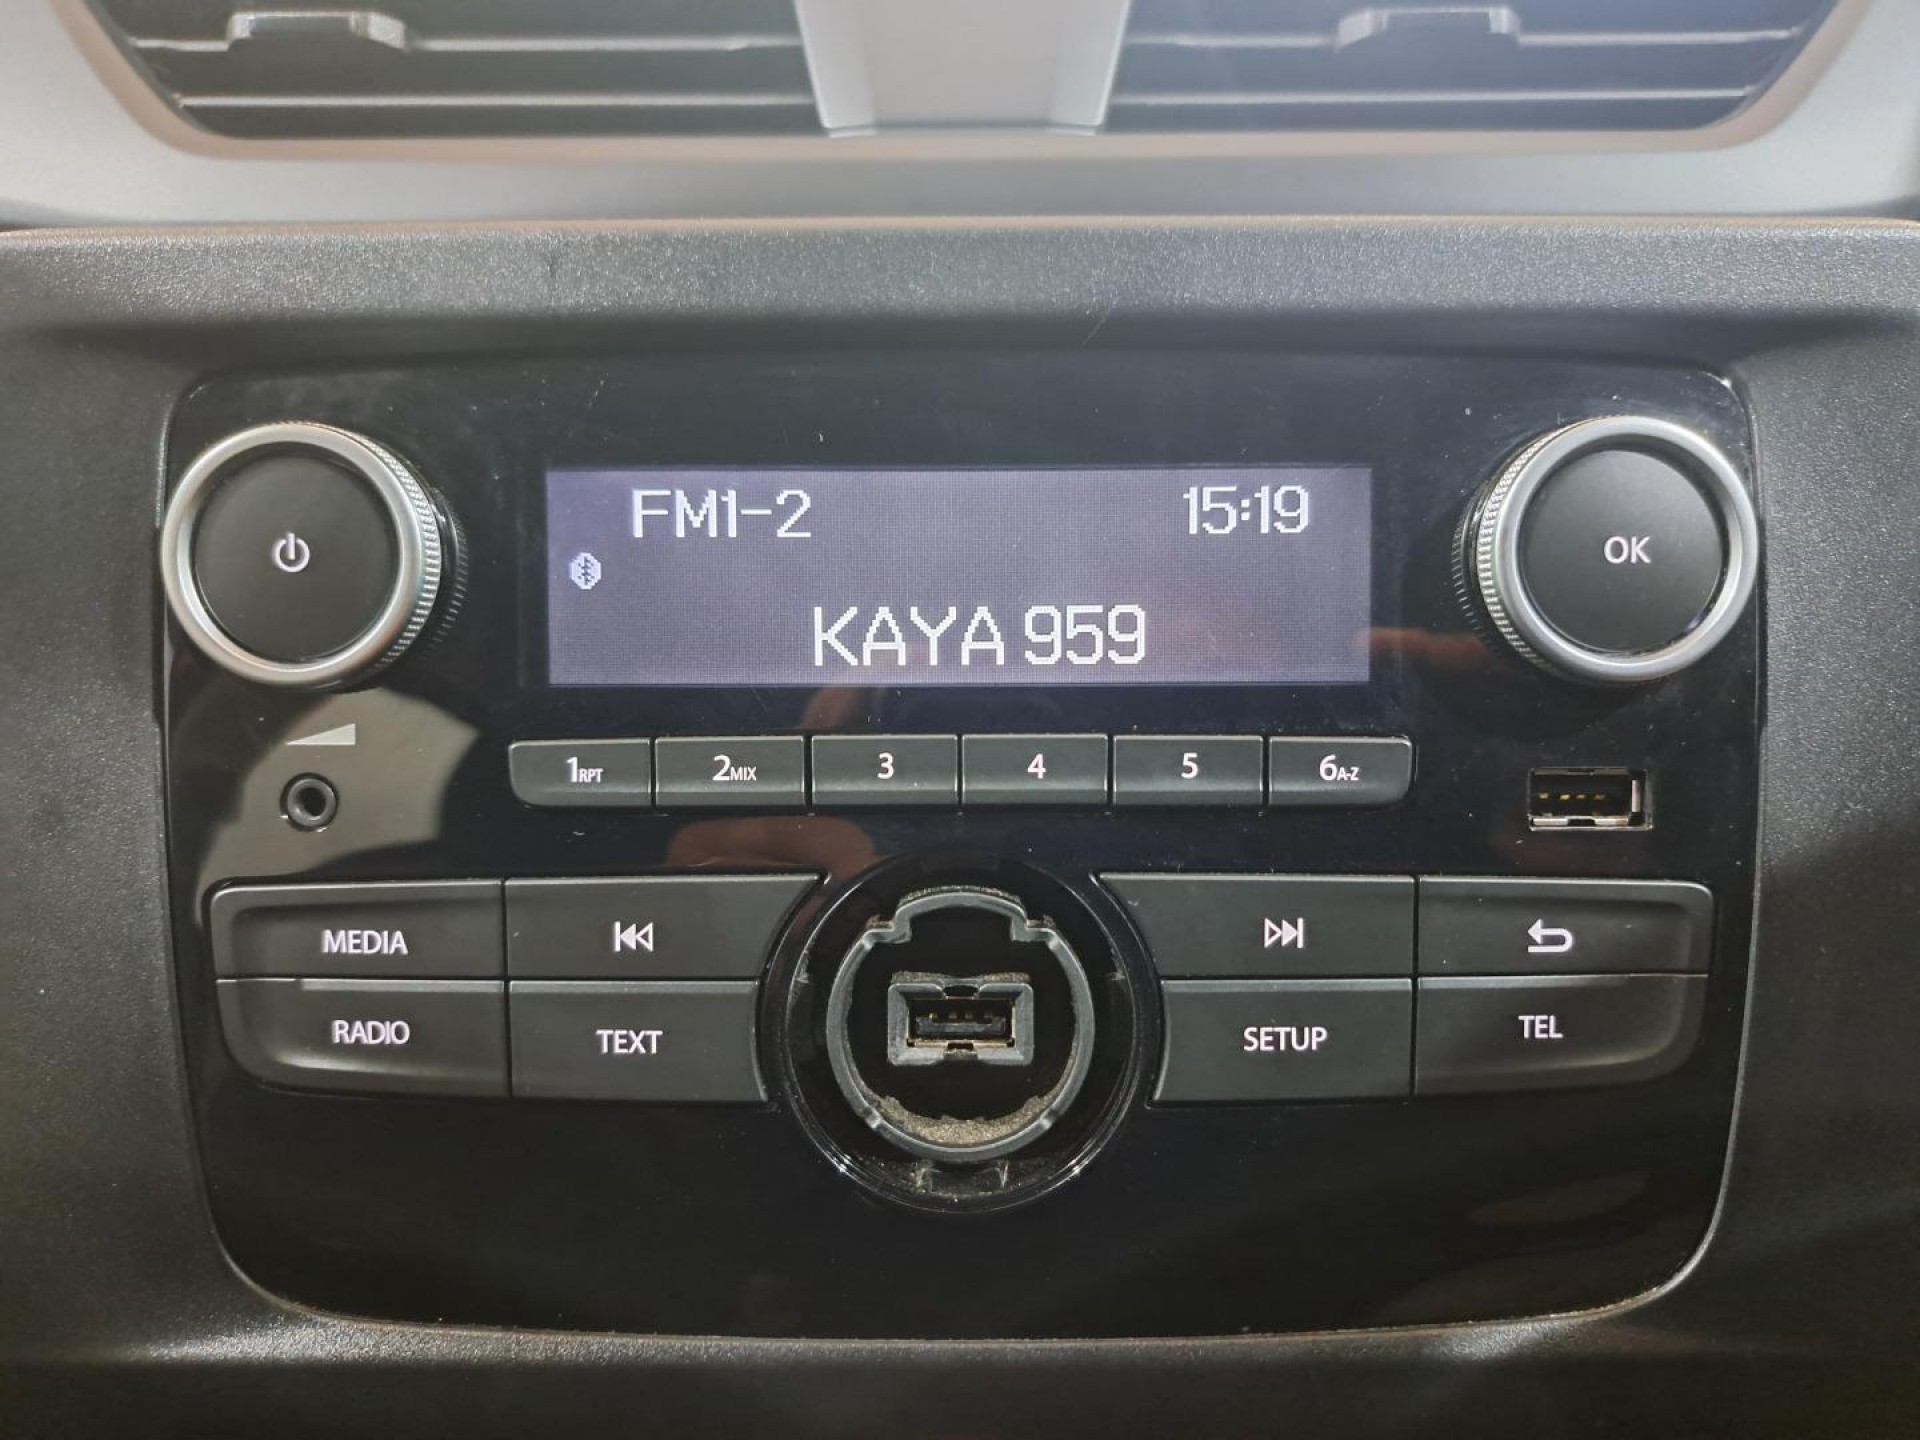 FM1-2 15:19
KAYA 959
OK
1RPT 2MIX 3 4 5 6A-Z
MEDIA
RADIO TEXT SETUP TEL